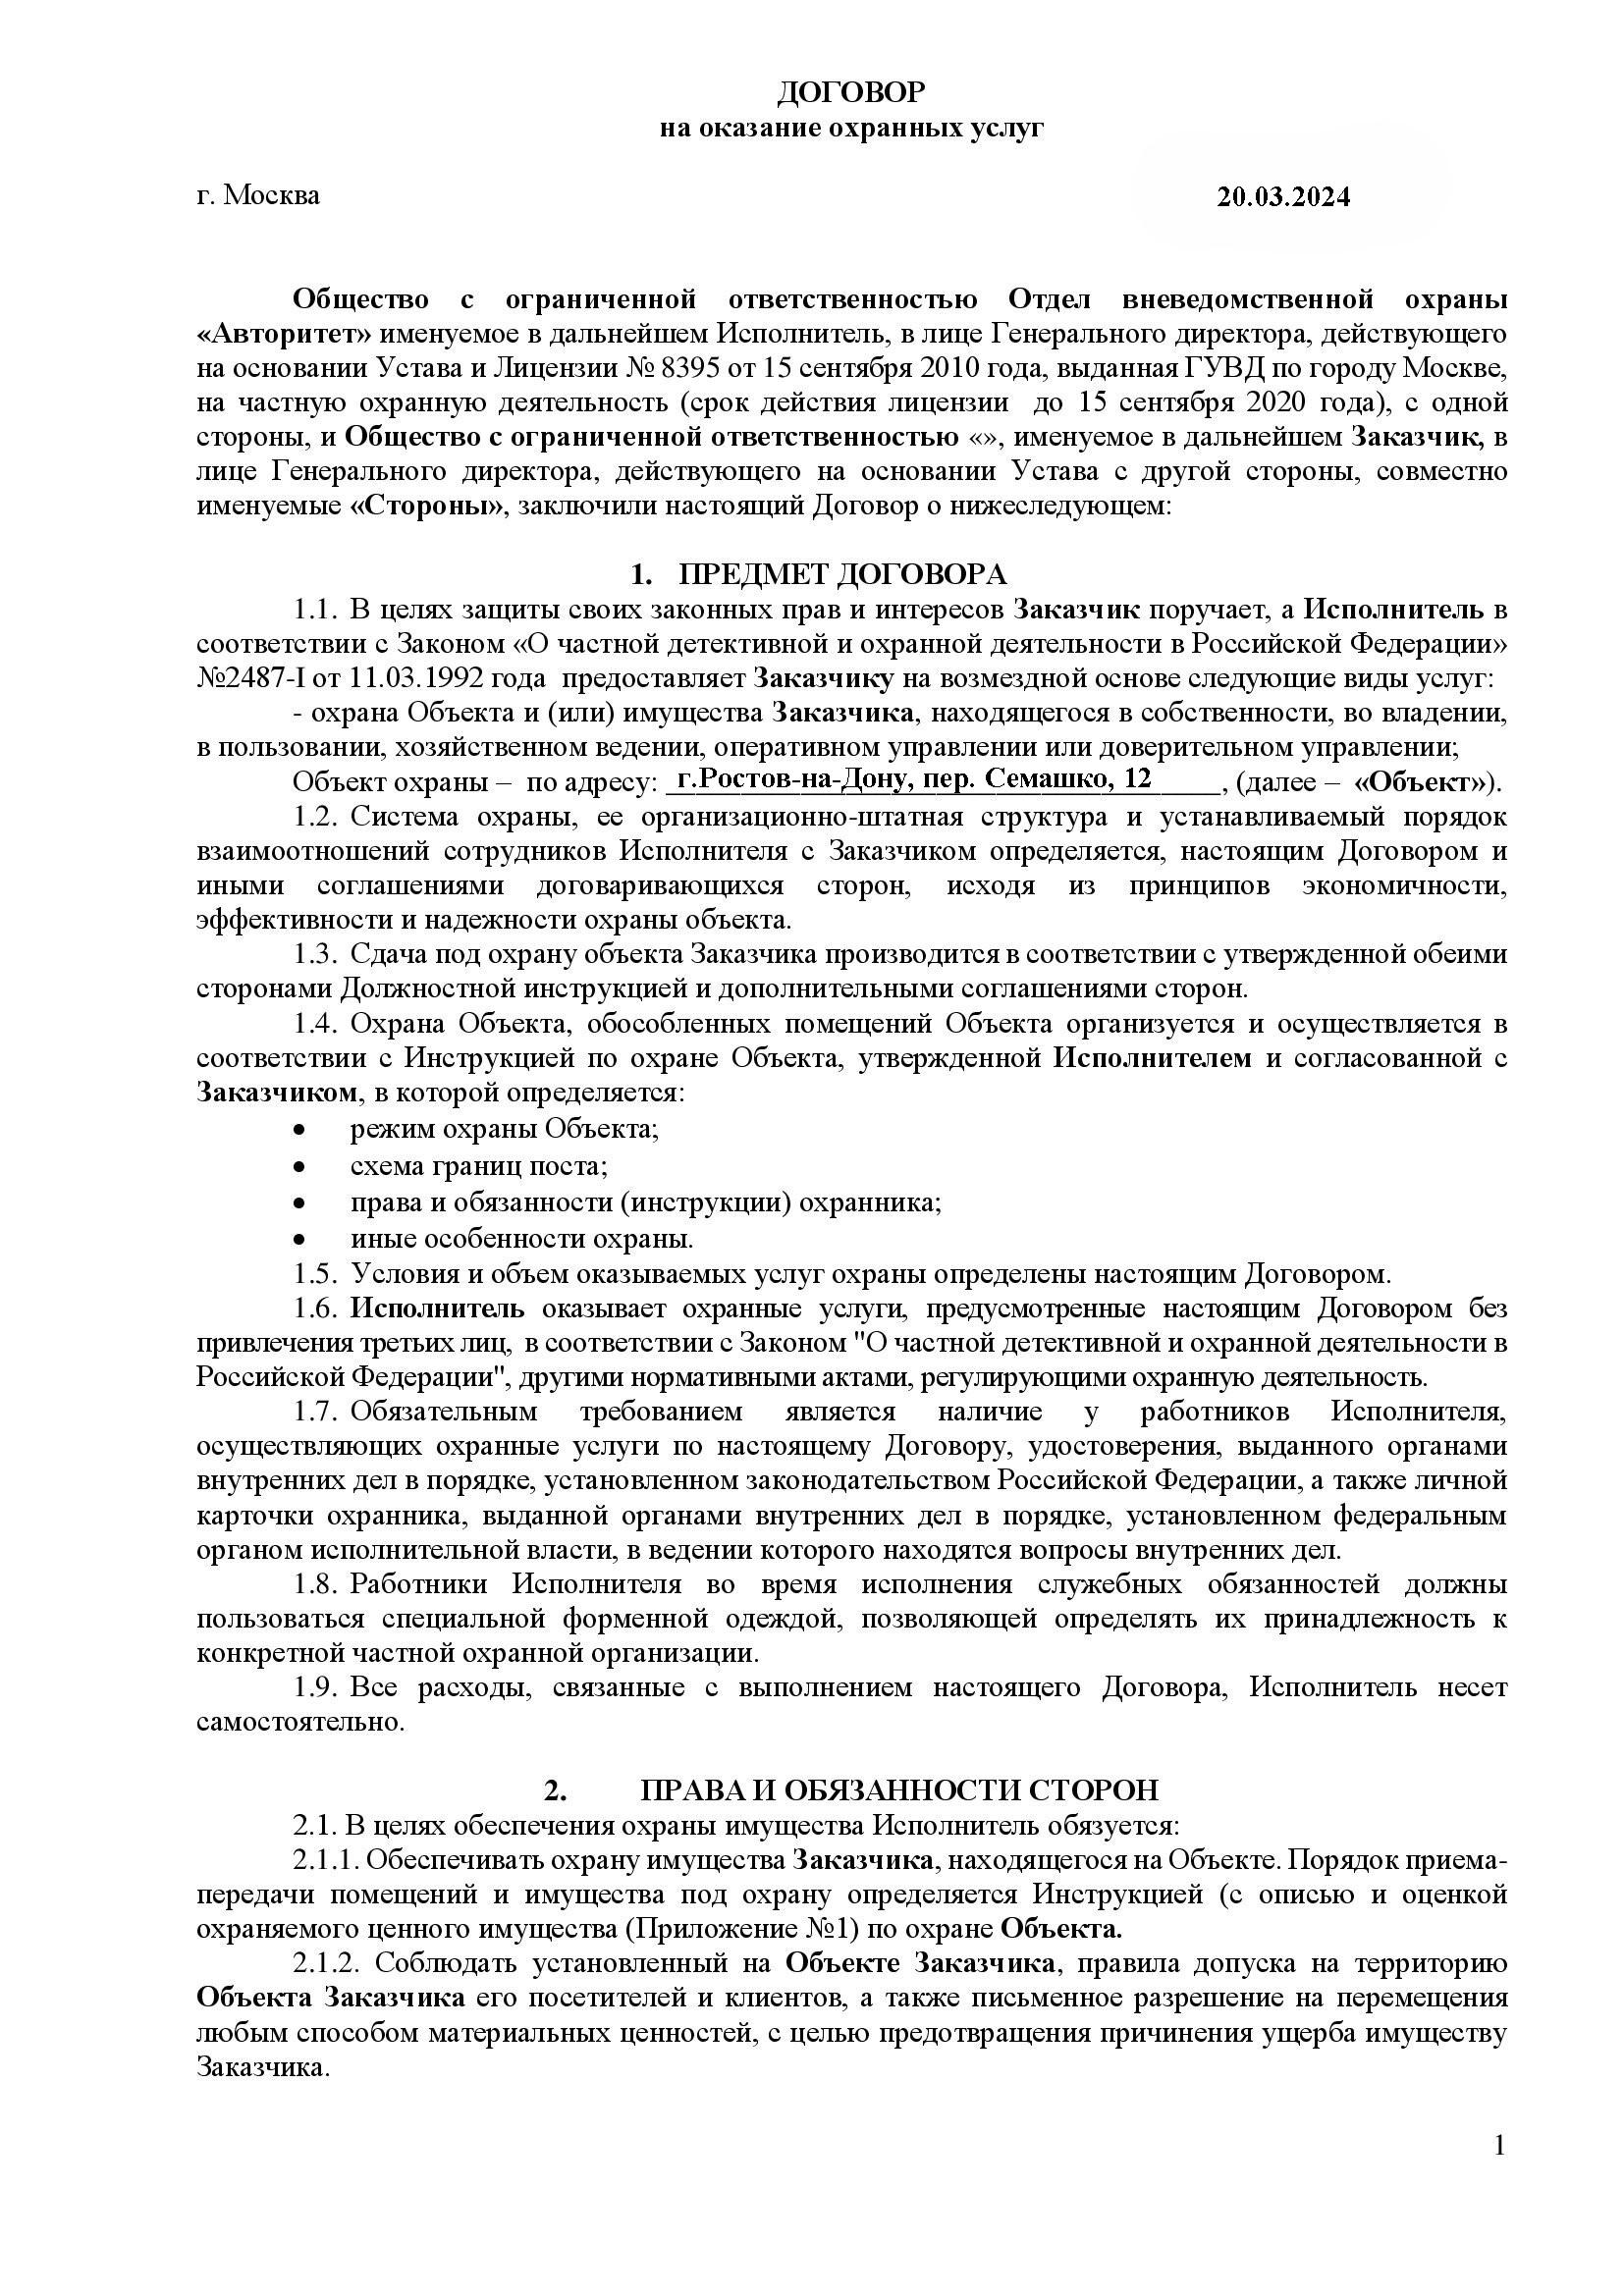 ДОГОВОР
на оказание охранных услуг
г. Москва 20.03.2024
Общество с ограниченной ответственностью Отдел вневедомственной охраны
«Авторитет» именуемое в дальнейшем Исполнитель, в лице Генерального директора, действующего
на основании Устава и Лицензии № 8395 от 15 сентября 2010 года, выданная ГУВД по городу Москве,
на частную охранную деятельность (срок действия лицензии до 15 сентября 2020 года), с одной
стороны, и Общество с ограниченной ответственностью «», именуемое в дальнейшем Заказчик, в
лице Генерального директора, действующего на основании Устава с другой стороны, совместно
именуемые «Стороны», заключили настоящий Договор о нижеследующем:
1. ПРЕДМЕТ ДОГОВОРА
1.1. В целях защиты своих законных прав и интересов Заказчик поручает, а Исполнитель в
соответствии с Законом «О частной детективной и охранной деятельности в Российской Федерации»
№2487-I от 11.03.1992 года предоставляет Заказчику на возмездной основе следующие виды услуг:
- охрана Объекта и (или) имущества Заказчика, находящегося в собственности, во владении,
в пользовании, хозяйственном ведении, оперативном управлении или доверительном управлении;
Объект охраны – по адресу: г.Ростов-на-Дону, пер. Семашко, 12, (далее – «Объект»).
1.2. Система охраны, ее организационно-штатная структура и устанавливаемый порядок
взаимоотношений сотрудников Исполнителя с Заказчиком определяется, настоящим Договором и
иными соглашениями договаривающихся сторон, исходя из принципов экономичности,
эффективности и надежности охраны объекта.
1.3. Сдача под охрану объекта Заказчика производится в соответствии с утвержденной обеими
сторонами Должностной инструкцией и дополнительными соглашениями сторон.
1.4. Охрана Объекта, обособленных помещений Объекта организуется и осуществляется в
соответствии с Инструкцией по охране Объекта, утвержденной Исполнителем и согласованной с
Заказчиком, в которой определяется:
• режим охраны Объекта;
• схема границ поста;
• права и обязанности (инструкции) охранника;
• иные особенности охраны.
1.5. Условия и объем оказываемых услуг охраны определены настоящим Договором.
1.6. Исполнитель оказывает охранные услуги, предусмотренные настоящим Договором без
привлечения третьих лиц, в соответствии с Законом "О частной детективной и охранной деятельности в
Российской Федерации", другими нормативными актами, регулирующими охранную деятельность.
1.7. Обязательным требованием является наличие у работников Исполнителя,
осуществляющих охранные услуги по настоящему Договору, удостоверения, выданного органами
внутренних дел в порядке, установленном законодательством Российской Федерации, а также личной
карточки охранника, выданной органами внутренних дел в порядке, установленном федеральным
органом исполнительной власти, в ведении которого находятся вопросы внутренних дел.
1.8. Работники Исполнителя во время исполнения служебных обязанностей должны
пользоваться специальной форменной одеждой, позволяющей определять их принадлежность к
конкретной частной охранной организации.
1.9. Все расходы, связанные с выполнением настоящего Договора, Исполнитель несет
самостоятельно.
2. ПРАВА И ОБЯЗАННОСТИ СТОРОН
2.1. В целях обеспечения охраны имущества Исполнитель обязуется:
2.1.1. Обеспечивать охрану имущества Заказчика, находящегося на Объекте. Порядок приема-
передачи помещений и имущества под охрану определяется Инструкцией (с описью и оценкой
охраняемого ценного имущества (Приложение №1) по охране Объекта.
2.1.2. Соблюдать установленный на Объекте Заказчика, правила допуска на территорию
Объекта Заказчика его посетителей и клиентов, а также письменное разрешение на перемещения
любым способом материальных ценностей, с целью предотвращения причинения ущерба имуществу
Заказчика.
1